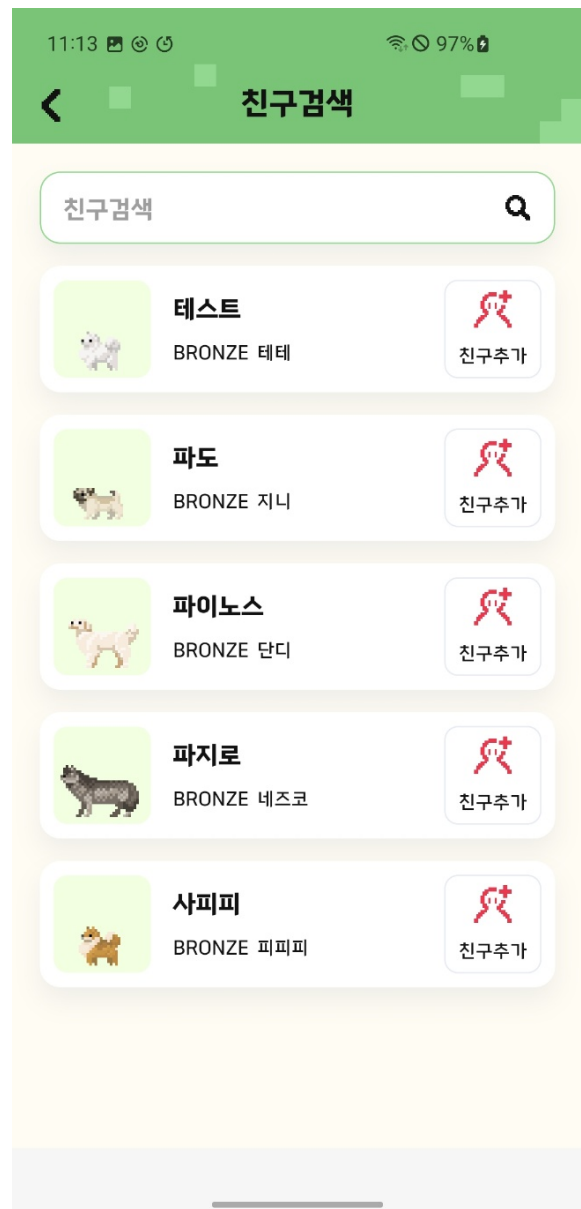 11:13 97%
친구검색
친구검색
테스트
BRONZE 테테
친구추가
파도
BRONZE 지니
친구추가
파이노스
BRONZE 단디
친구추가
파지로
BRONZE 네즈코
친구추가
사피피
BRONZE 피피피
친구추가